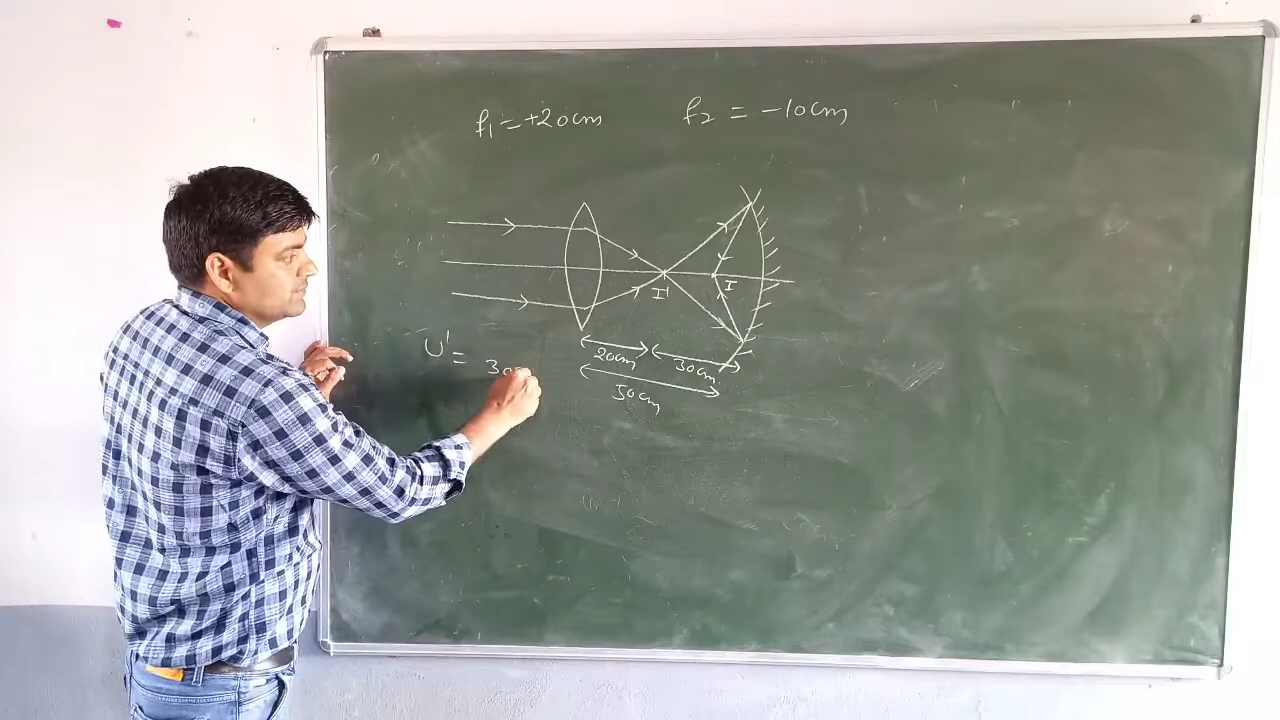 f₁ = +20cm f₂ = -10cm
I' I
20cm 30cm
50cm
U' = 30